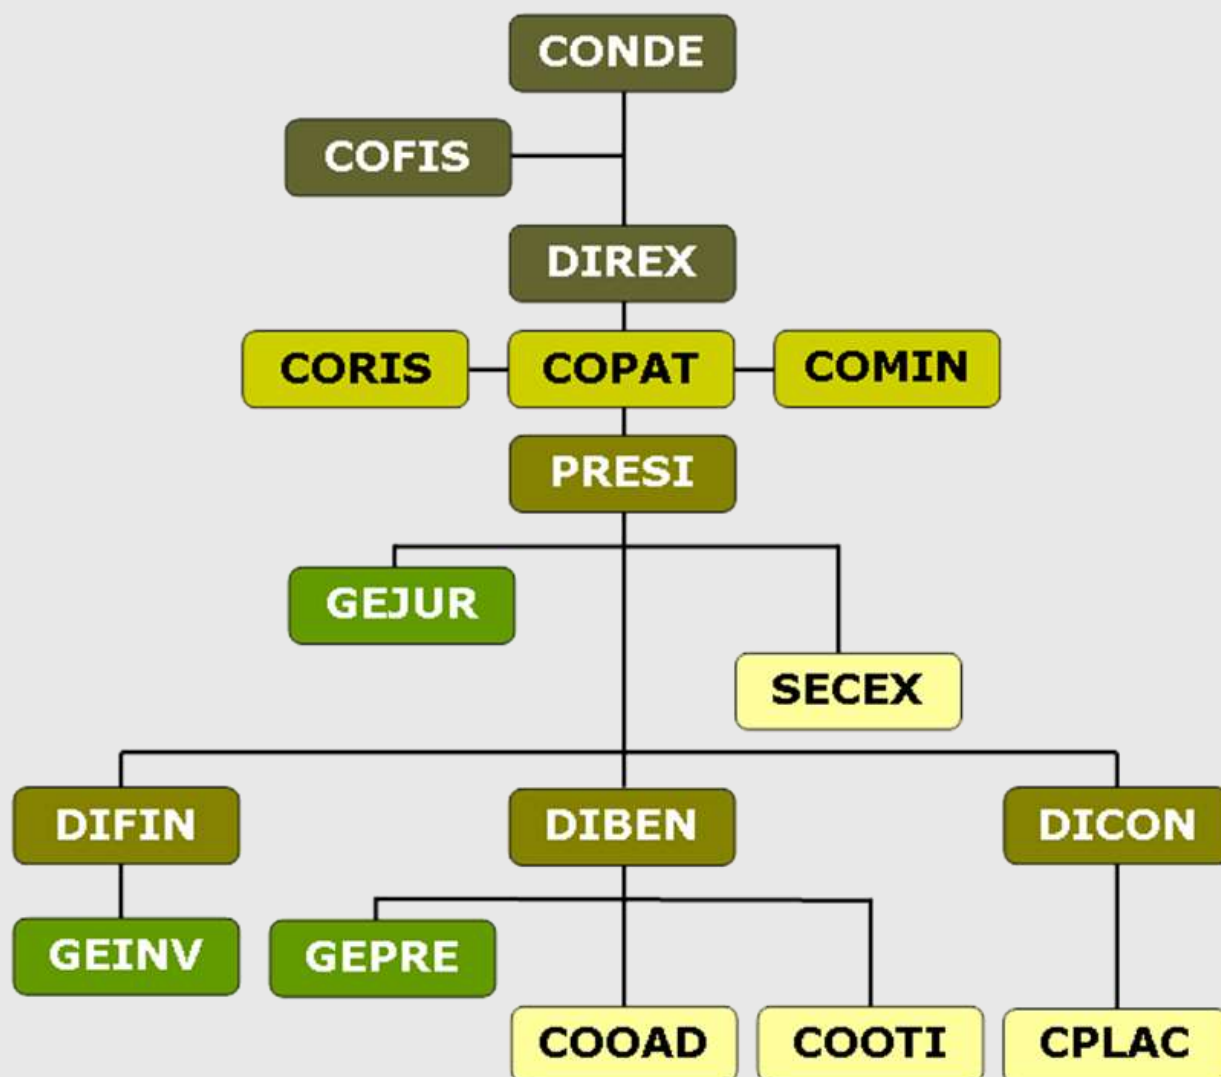 CONDE
COFIS
DIREX
CORIS COPAT COMIN
PRESI
GEJUR
SECEX
DIFIN DIBEN DICON
GEINV GEPRE
COOAD COOTI CPLAC